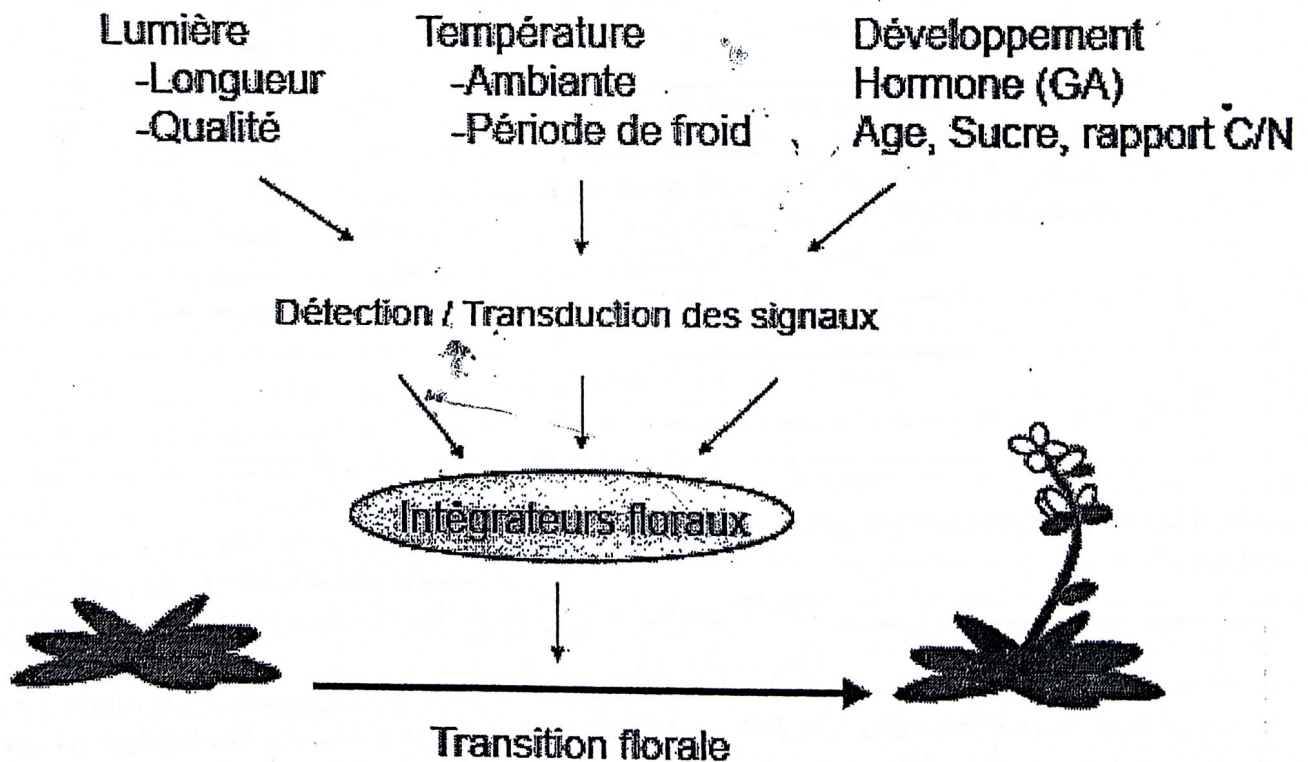 Lumière
-Longueur
-Qualité
Température
-Ambiante
-Période de froid
Développement
Hormone (GA)
Age, Sucre, rapport C/N
Détection / Transduction des signaux
Intégrateurs floraux
Transition florale